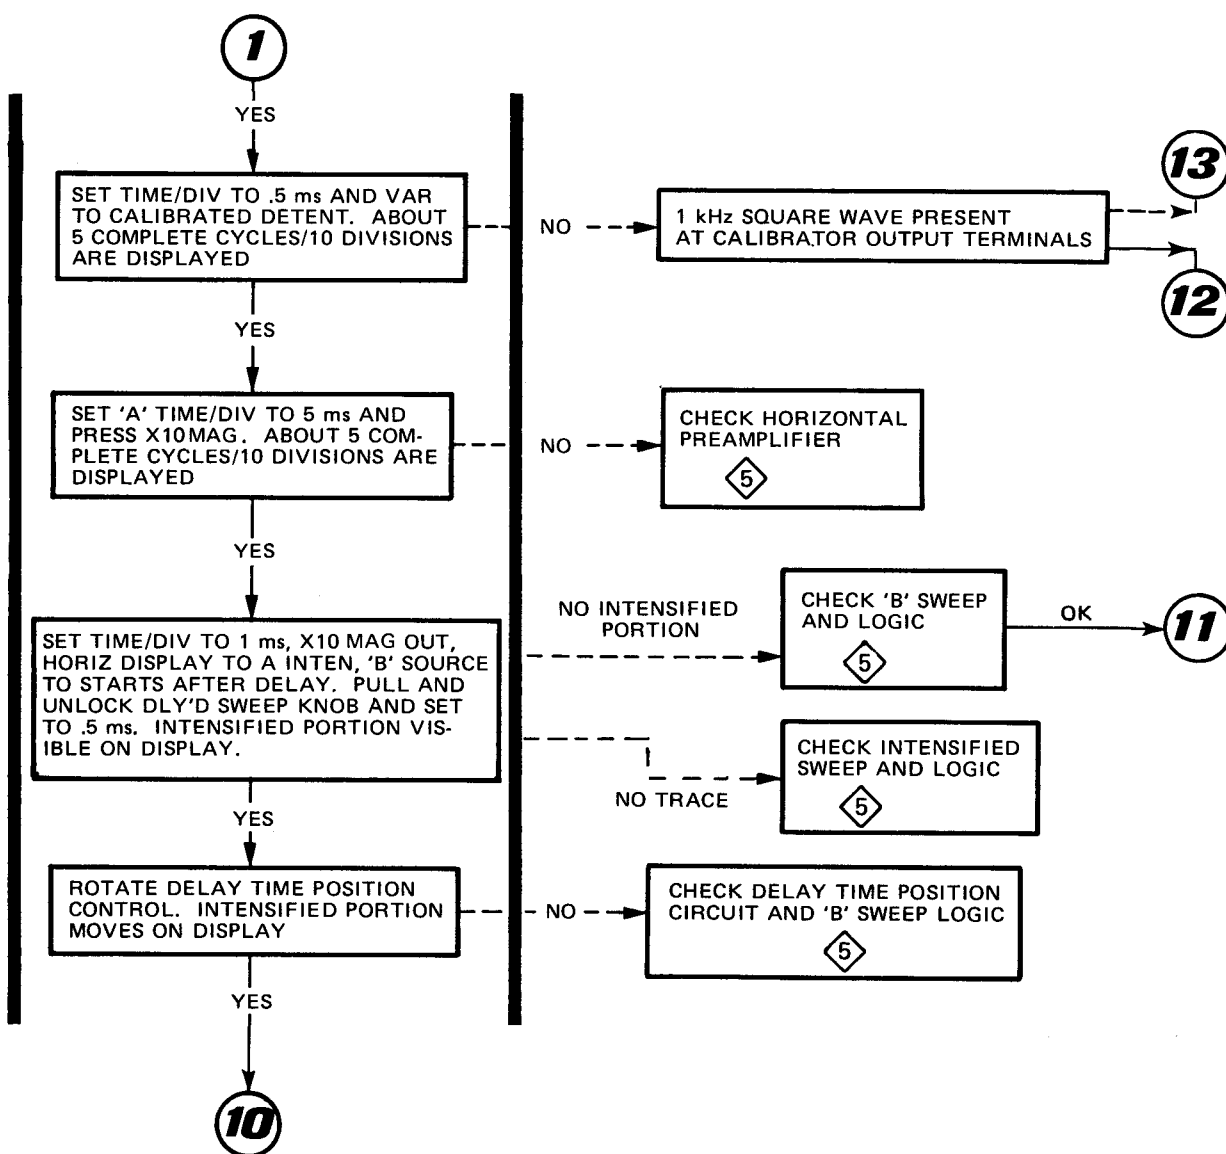 1
YES
SET TIME/DIV TO .5 ms AND VAR
TO CALIBRATED DETENT. ABOUT
5 COMPLETE CYCLES/10 DIVISIONS
ARE DISPLAYED
NO
1 kHz SQUARE WAVE PRESENT
AT CALIBRATOR OUTPUT TERMINALS
13
12
YES
SET 'A' TIME/DIV TO 5 ms AND
PRESS X10 MAG. ABOUT 5 COM-
PLETE CYCLES/10 DIVISIONS ARE
DISPLAYED
NO
CHECK HORIZONTAL
PREAMPLIFIER
5
YES
SET TIME/DIV TO 1 ms, X10 MAG OUT,
HORIZ DISPLAY TO A INTEN, 'B' SOURCE
TO STARTS AFTER DELAY. PULL AND
UNLOCK DLY'D SWEEP KNOB AND SET
TO .5 ms. INTENSIFIED PORTION VIS-
IBLE ON DISPLAY.
NO INTENSIFIED
PORTION
CHECK 'B' SWEEP
AND LOGIC
5
OK
11
NO TRACE
CHECK INTENSIFIED
SWEEP AND LOGIC
5
YES
ROTATE DELAY TIME POSITION
CONTROL. INTENSIFIED PORTION
MOVES ON DISPLAY
NO
CHECK DELAY TIME POSITION
CIRCUIT AND 'B' SWEEP LOGIC
5
YES
10